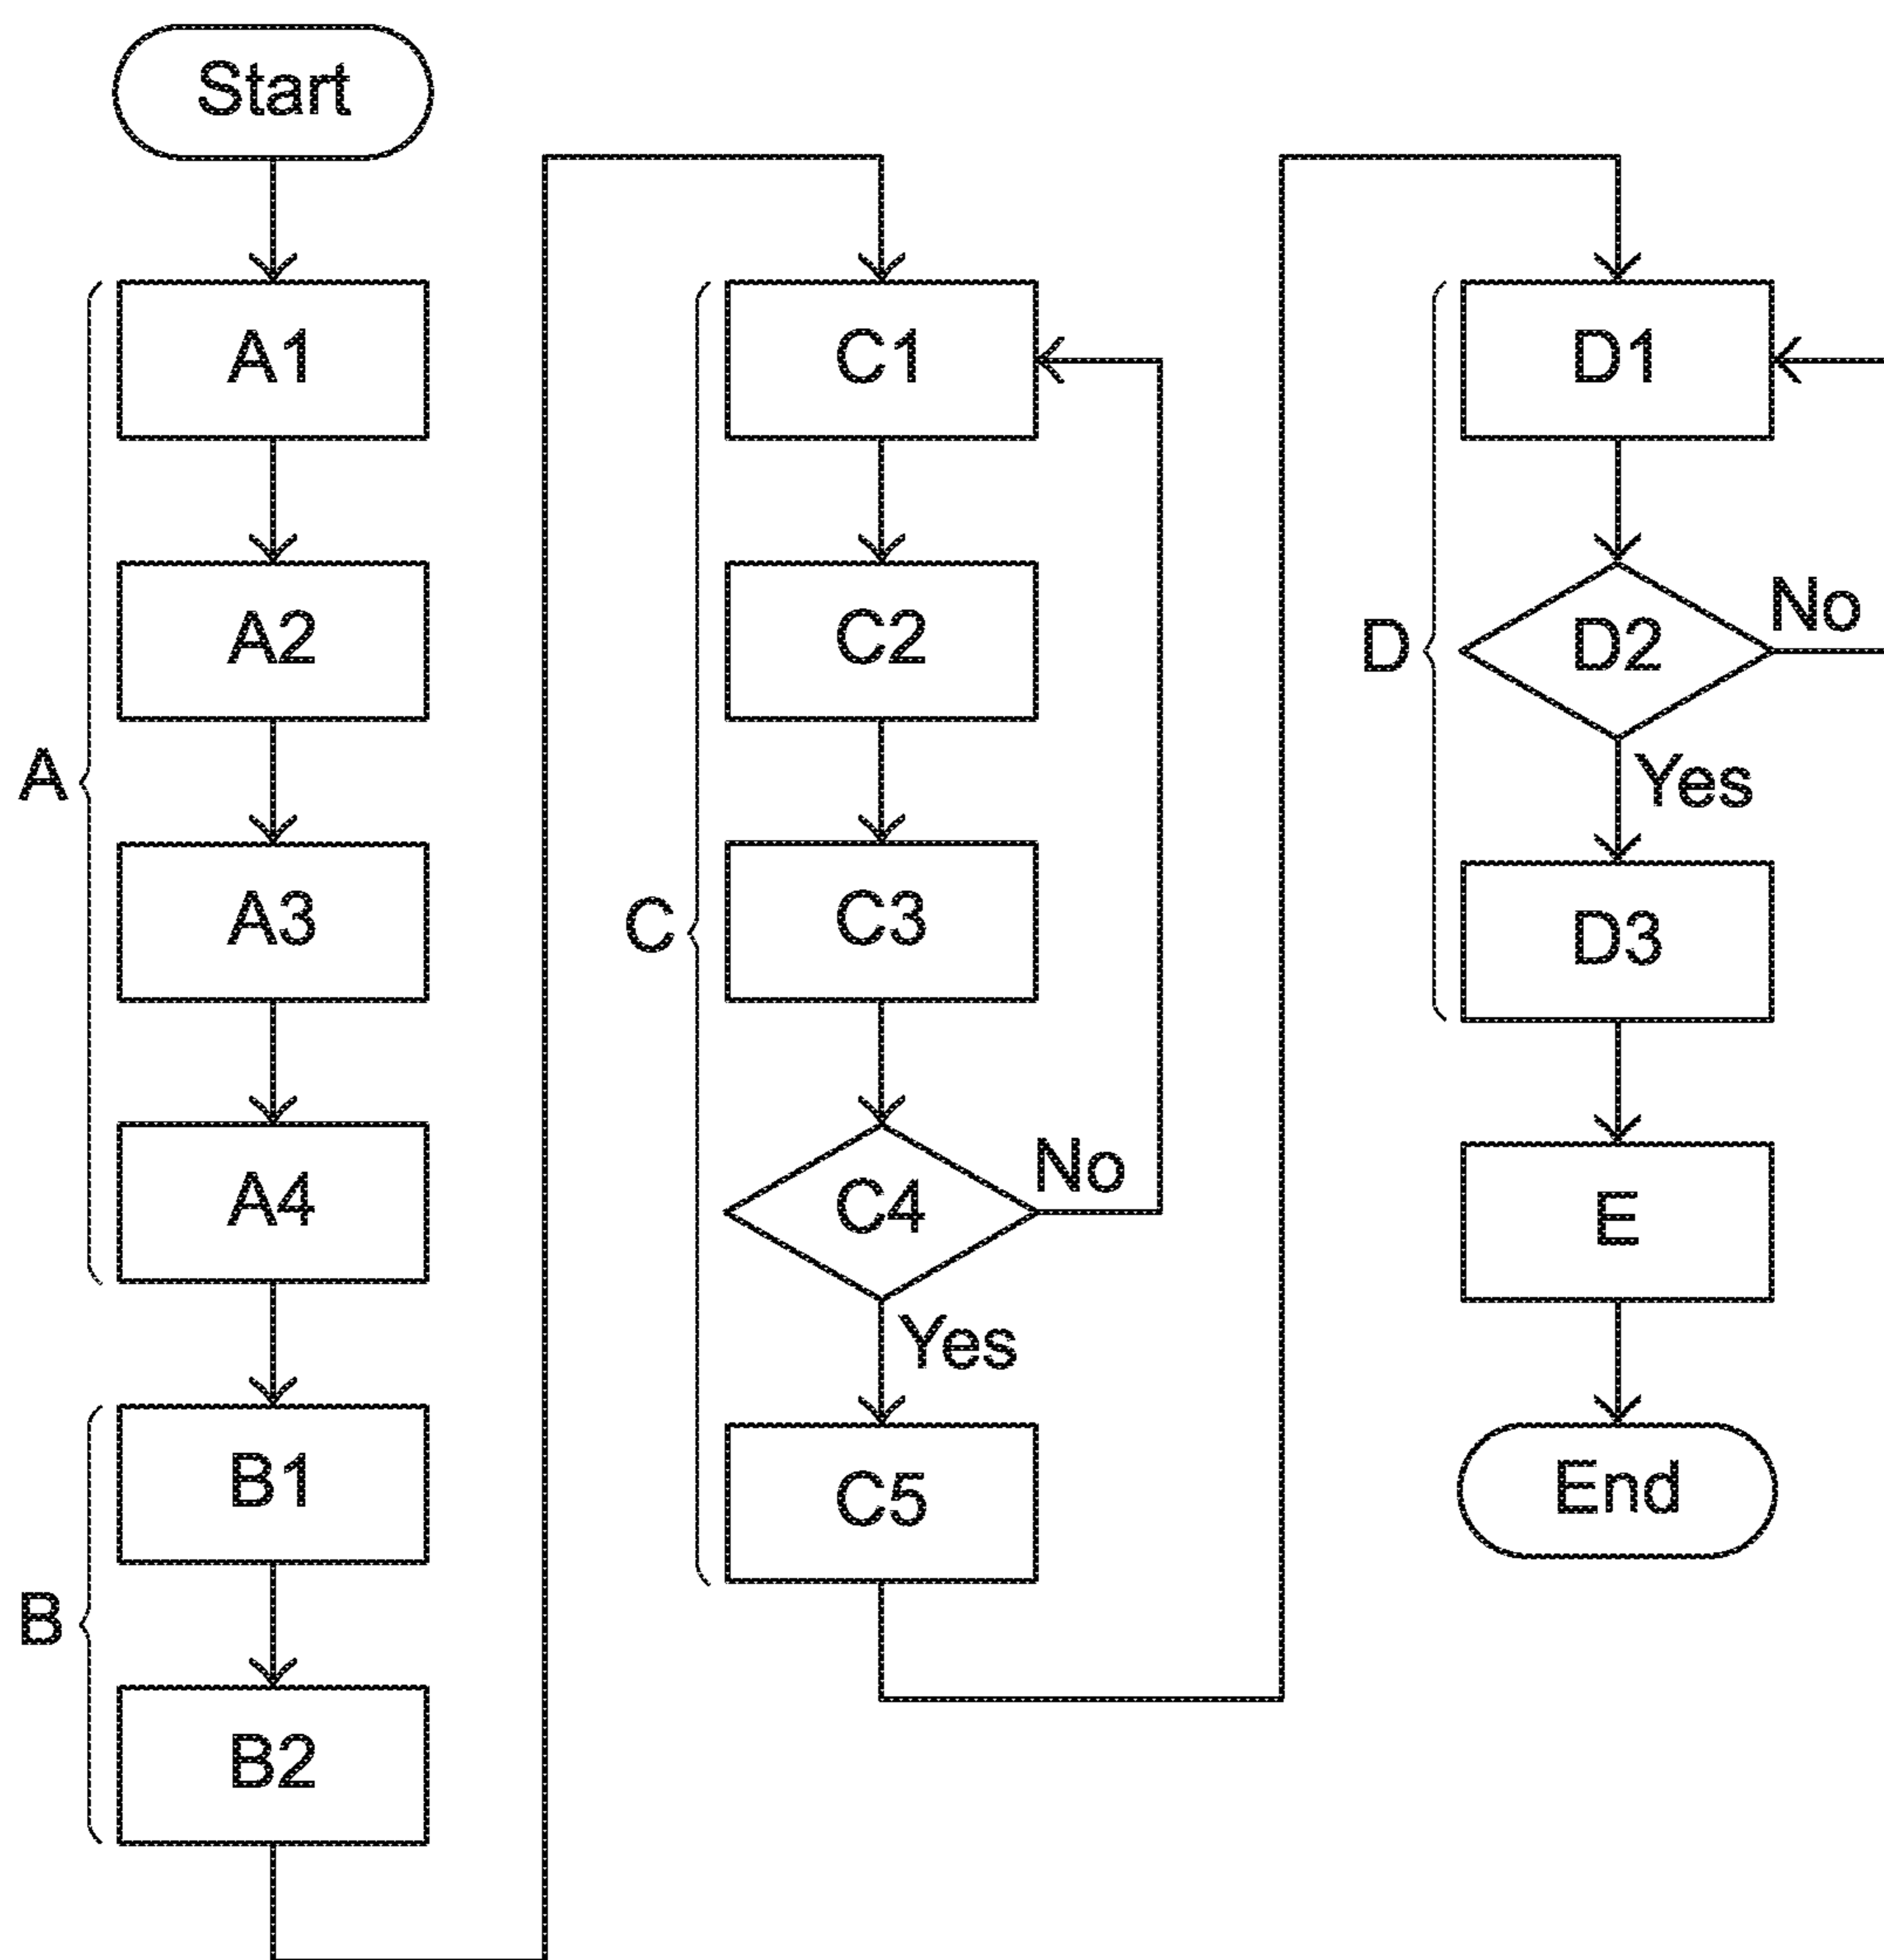 Start
A
A1
A2
A3
A4
B
B1
B2
C
C1
C2
C3
C4
No
Yes
C5
D
D1
D2
No
Yes
D3
E
End